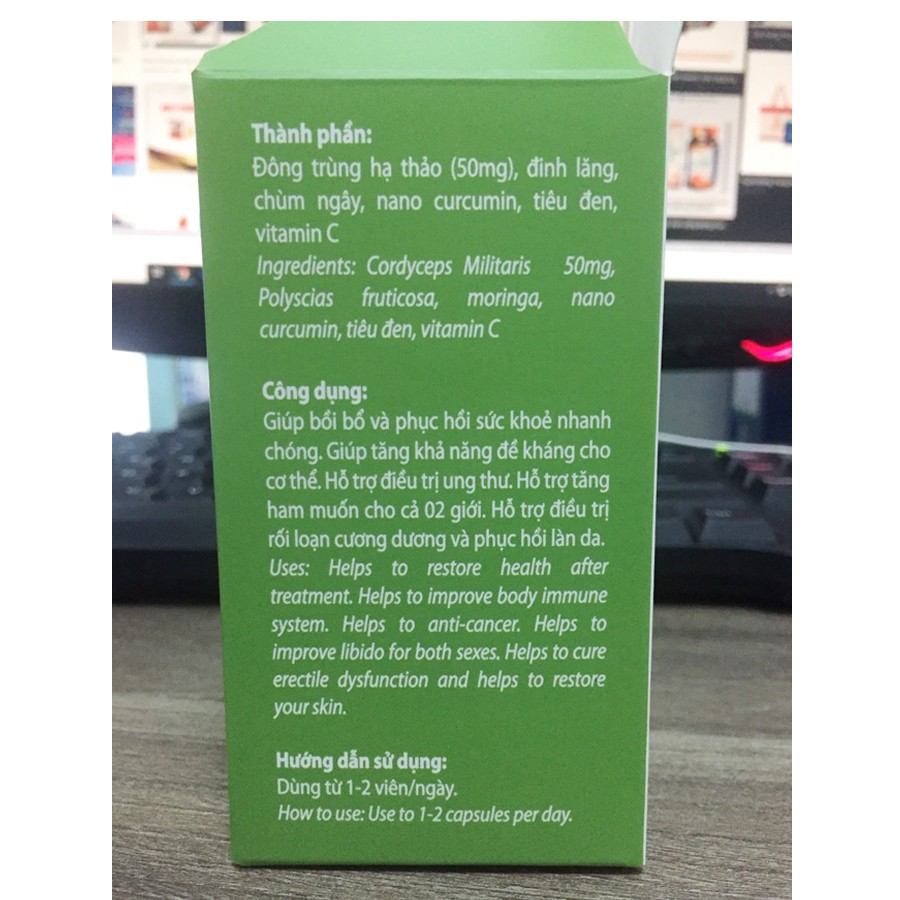 Thành phần:
Đông trùng hạ thảo (50mg), đinh lăng,
chùm ngây, nano curcumin, tiêu đen,
vitamin C
Ingredients: Cordyceps Militaris 50mg,
Polyscias fruticosa, moringa, nano
curcumin, tiêu đen, vitamin C
Công dụng:
Giúp bồi bổ và phục hồi sức khoẻ nhanh
chóng. Giúp tăng khả năng đề kháng cho
cơ thể. Hỗ trợ điều trị ung thư. Hỗ trợ tăng
ham muốn cho cả 02 giới. Hỗ trợ điều trị
rối loạn cương dương và phục hồi làn da.
Uses: Helps to restore health after
treatment. Helps to improve body immune
system. Helps to anti-cancer. Helps to
improve libido for both sexes. Helps to cure
erectile dysfunction and helps to restore
your skin.
Hướng dẫn sử dụng:
Dùng từ 1-2 viên/ngày.
How to use: Use to 1-2 capsules per day.